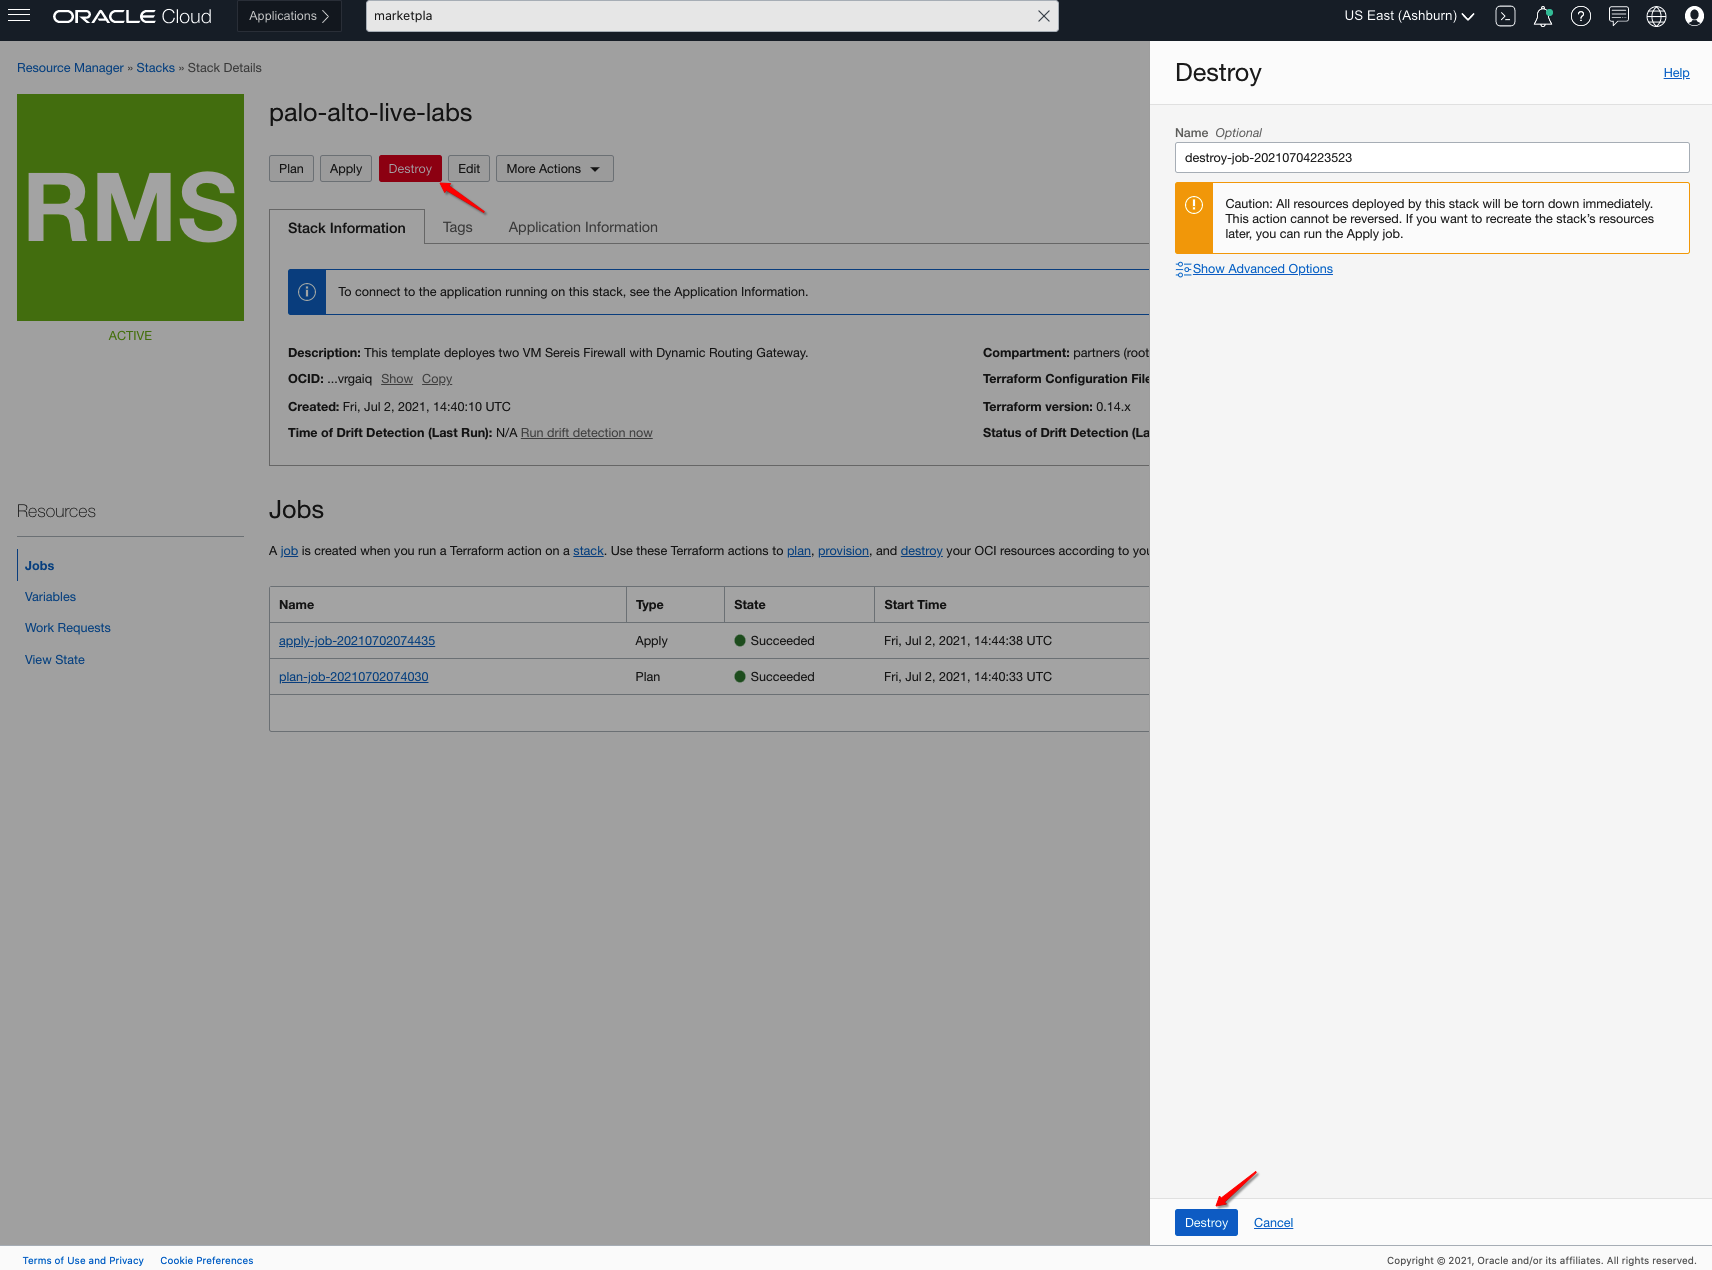 ORACLE Cloud
Applications
marketpla
US East (Ashburn)
Resource Manager » Stacks » Stack Details
RMS
ACTIVE
palo-alto-live-labs
Plan Apply Destroy Edit More Actions
Stack Information Tags Application Information
To connect to the application running on this stack, see the Application Information.
Description: This template deployes two VM Sereis Firewall with Dynamic Routing Gateway.
OCID: ...vrgaiq Show Copy
Created: Fri, Jul 2, 2021, 14:40:10 UTC
Time of Drift Detection (Last Run): N/A Run drift detection now
Compartment: partners (root
Terraform Configuration File
Terraform version: 0.14.x
Status of Drift Detection (La
Resources
Jobs
Variables
Work Requests
View State
Jobs
A job is created when you run a Terraform action on a stack. Use these Terraform actions to plan, provision, and destroy your OCI resources according to you
Name Type State Start Time
apply-job-20210702074435 Apply Succeeded Fri, Jul 2, 2021, 14:44:38 UTC
plan-job-20210702074030 Plan Succeeded Fri, Jul 2, 2021, 14:40:33 UTC
Destroy
Help
Name Optional
destroy-job-20210704223523
Caution: All resources deployed by this stack will be torn down immediately.
This action cannot be reversed. If you want to recreate the stack's resources
later, you can run the Apply job.
Show Advanced Options
Destroy Cancel
Terms of Use and Privacy Cookie Preferences
Copyright © 2021, Oracle and/or its affiliates. All rights reserved.